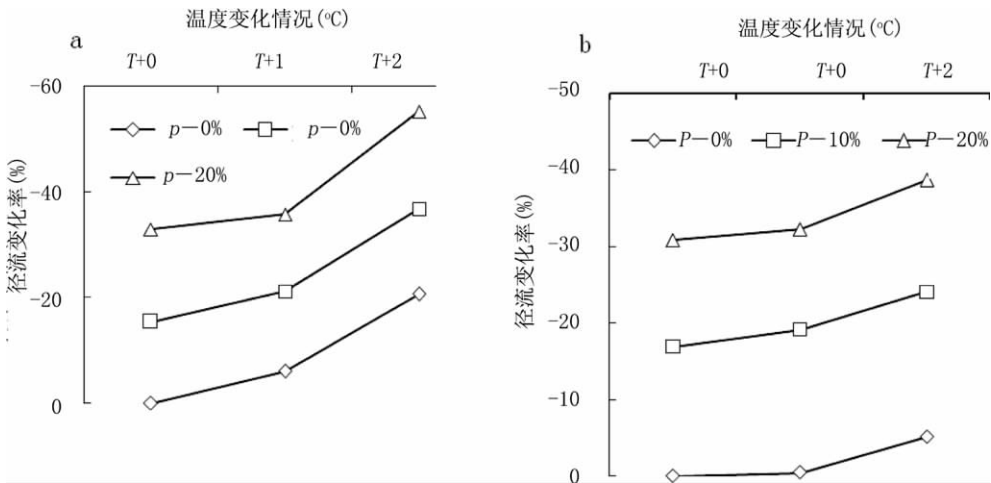 温度变化情况(°C)
a
T+0 T+1 T+2
-60
-40
-20
0
径流变化率(%)
p—0% p—0%
p—20%
温度变化情况(°C)
b
T+0 T+0 T+2
-50
-40
-30
-20
-10
0
径流变化率(%)
P—0% P—10% P—20%